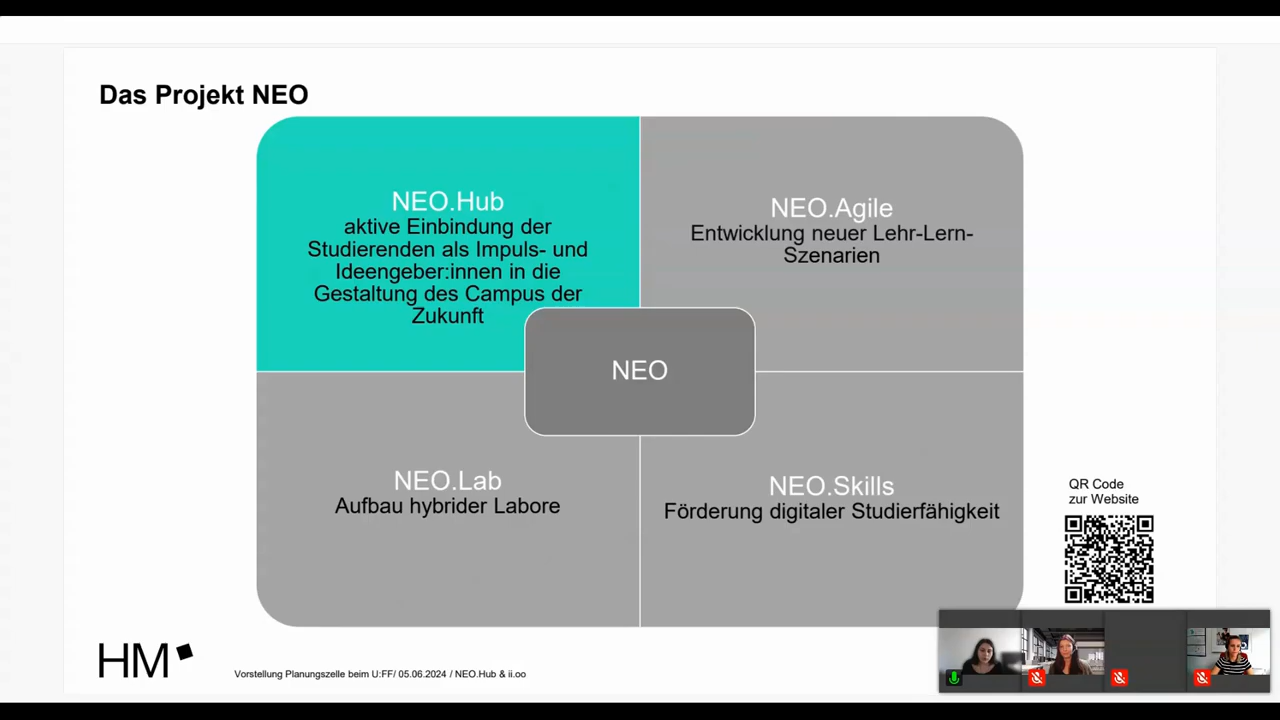 Das Projekt NEO
NEO.Hub
aktive Einbindung der
Studierenden als Impuls- und
Ideengeber:innen in die
Gestaltung des Campus der
Zukunft
NEO.Agile
Entwicklung neuer Lehr-Lern-
Szenarien
NEO
NEO.Lab
Aufbau hybrider Labore
NEO.Skills
Förderung digitaler Studierfähigkeit
QR Code
zur Website
HM
Vorstellung Planungszelle beim U:FF/ 05.06.2024 / NEO.Hub & ii.oo